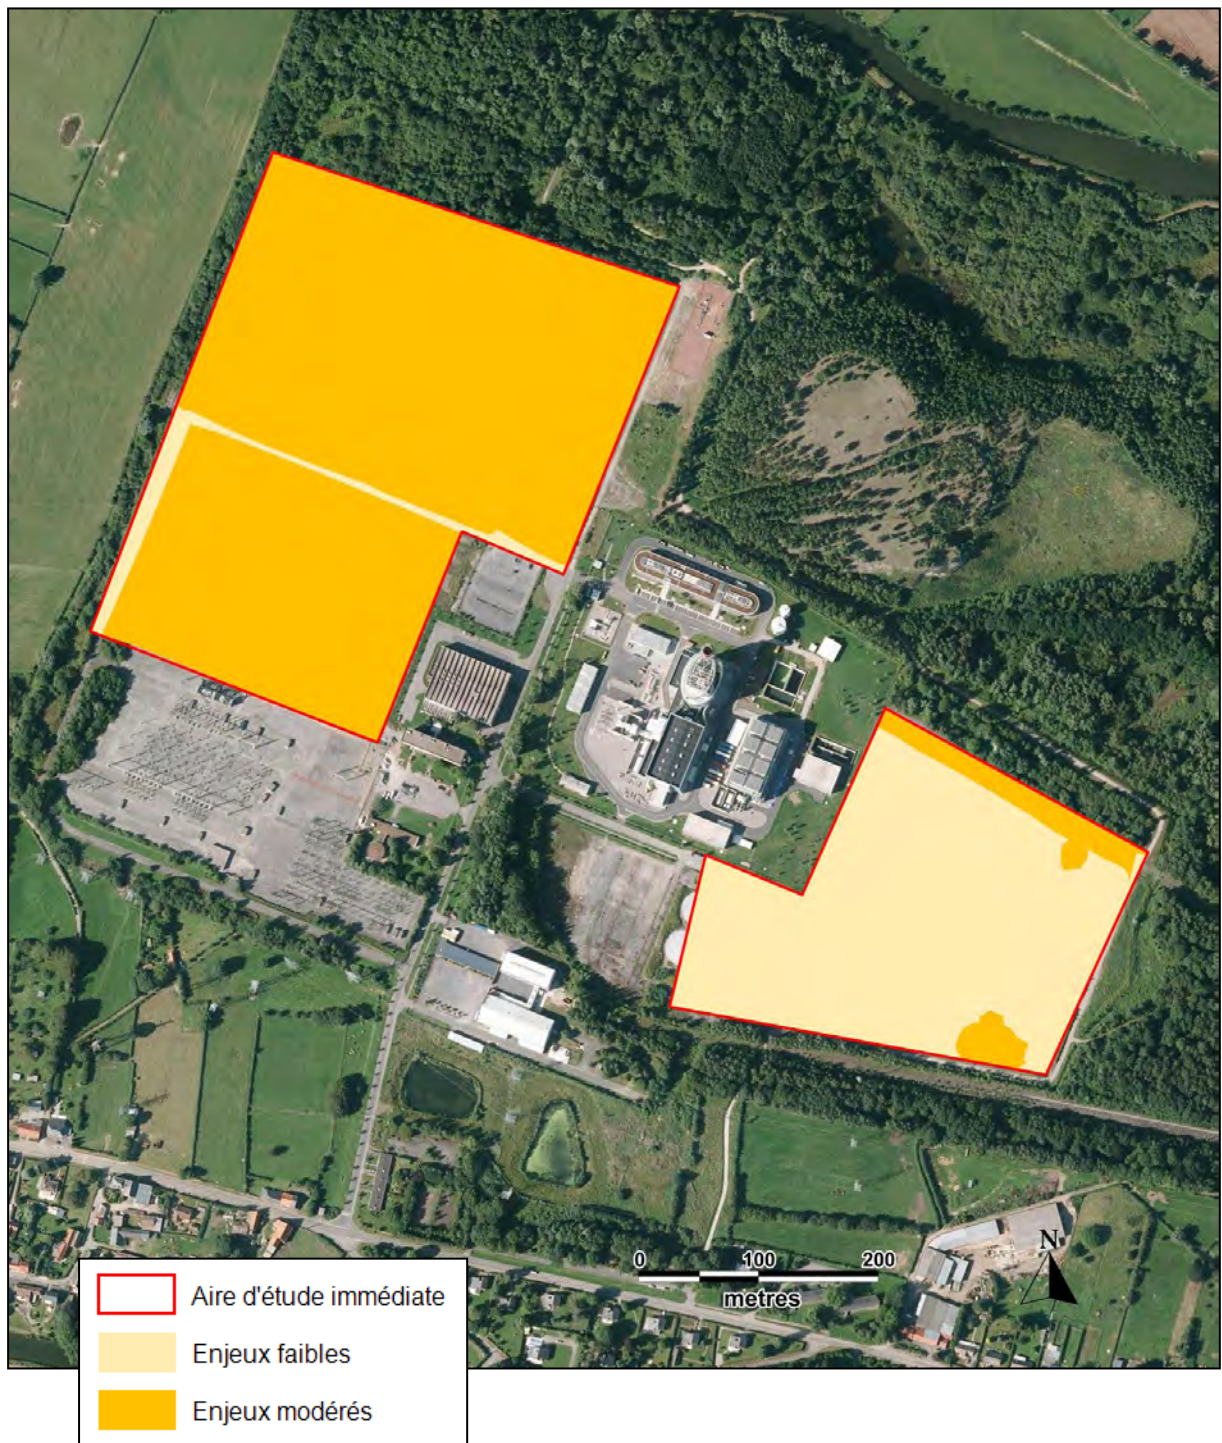 0 100 200
metres
N
Aire d'étude immédiate
Enjeux faibles
Enjeux modérés